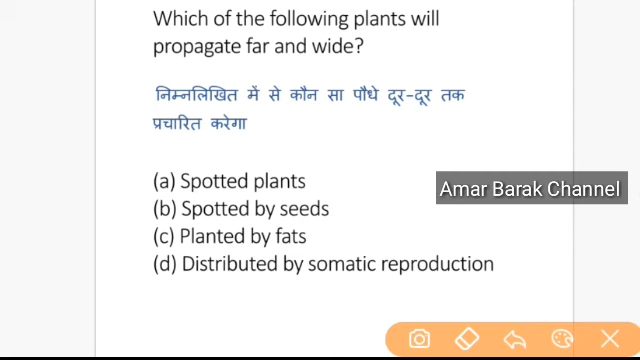 Which of the following plants will
propagate far and wide?
निम्नलिखित में से कौन सा पौधे दूर-दूर तक
प्रचारित करेगा
(a) Spotted plants
Amar Barak Channel
(b) Spotted by seeds
(c) Planted by fats
(d) Distributed by somatic reproduction